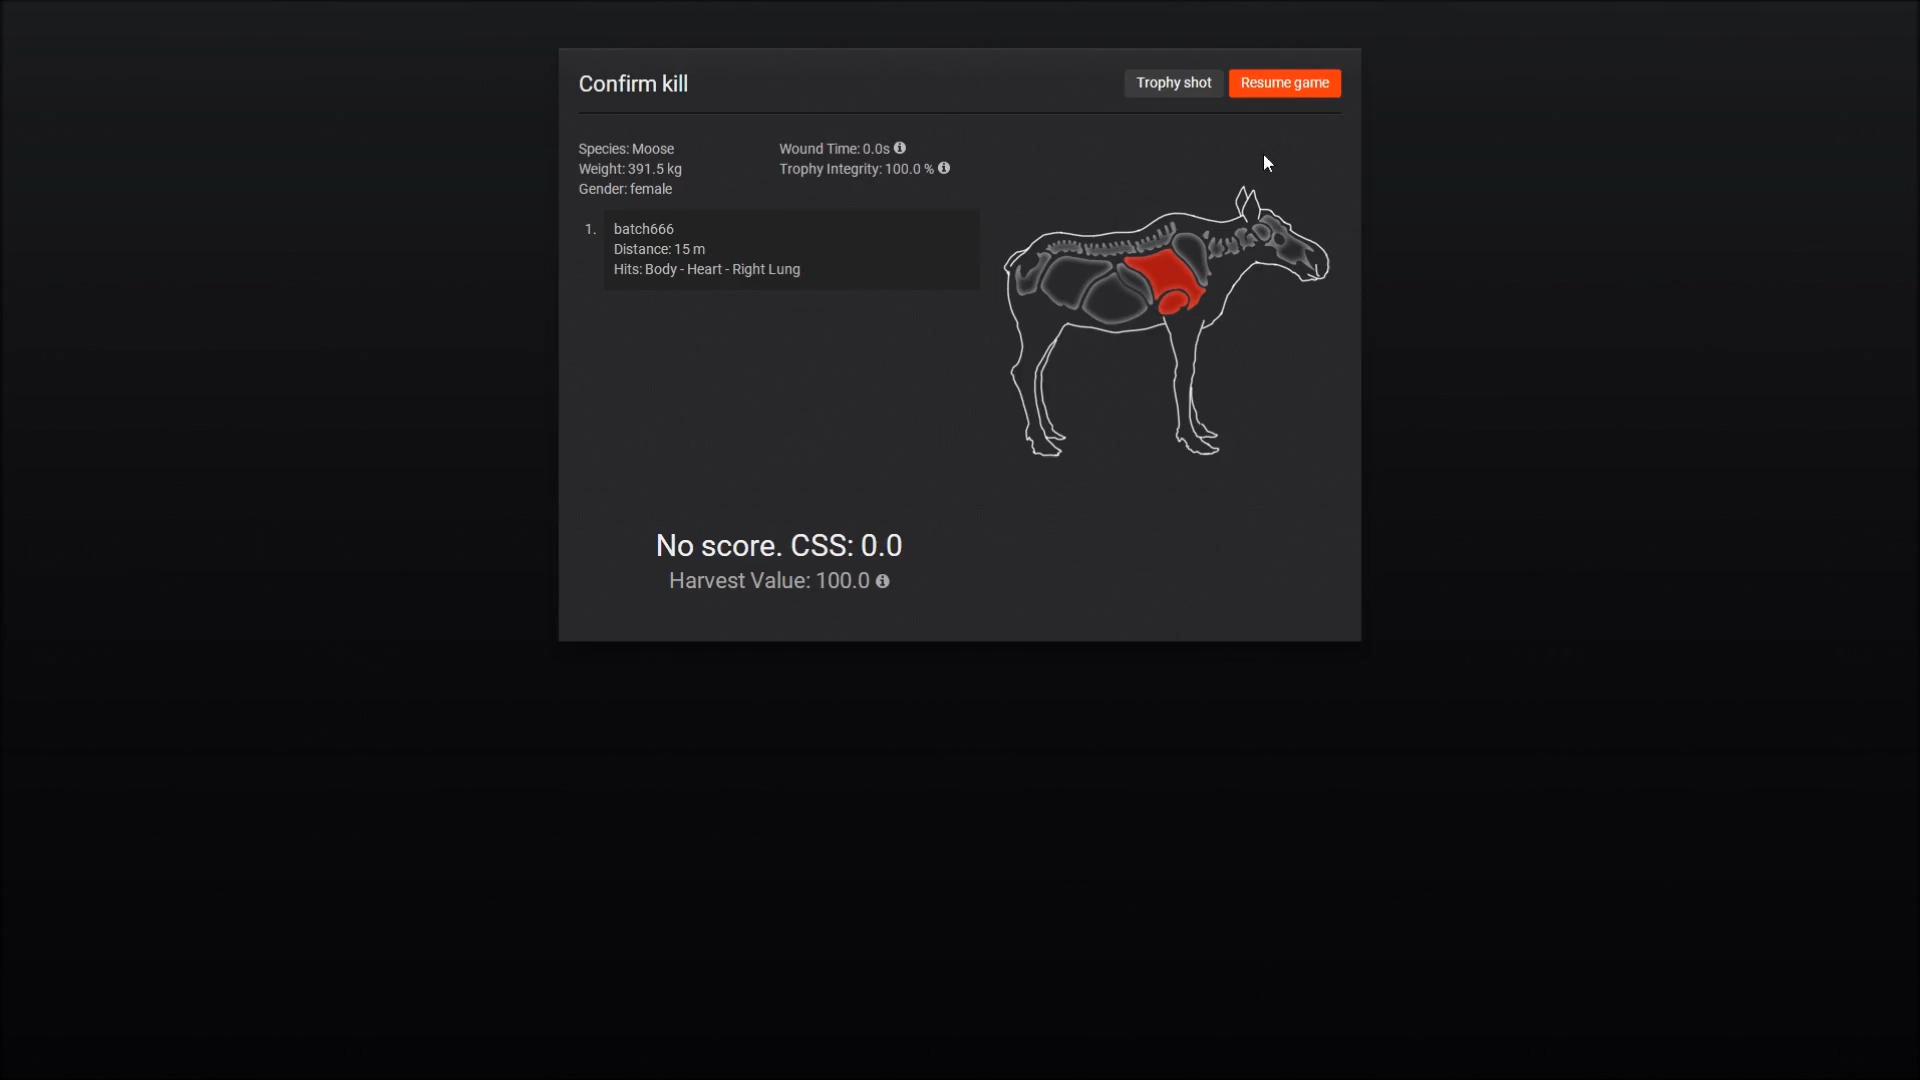 Confirm kill
Trophy shot
Resume game
Species: Moose
Weight: 391.5 kg
Gender: female
Wound Time: 0.0s
Trophy Integrity: 100.0 %
1. batch666
Distance: 15 m
Hits: Body - Heart - Right Lung
No score. CSS: 0.0
Harvest Value: 100.0